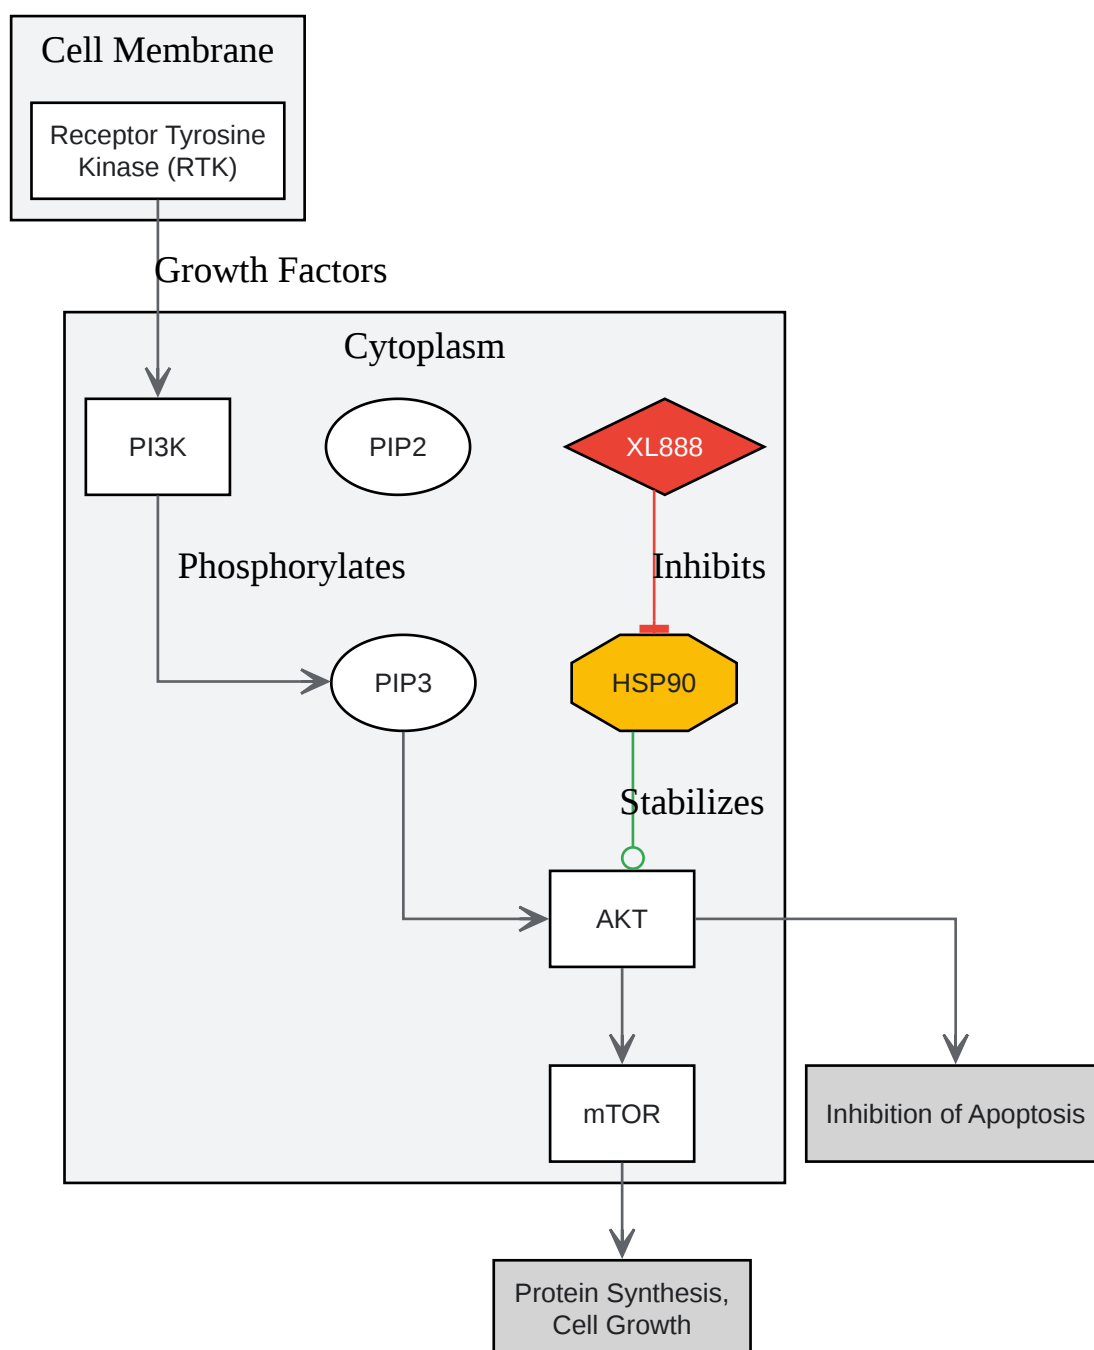 Cell Membrane
Receptor Tyrosine
Kinase (RTK)
Growth Factors
Cytoplasm
PI3K
PIP2
XL888
Phosphorylates
Inhibits
PIP3
HSP90
Stabilizes
AKT
mTOR
Inhibition of Apoptosis
Protein Synthesis,
Cell Growth